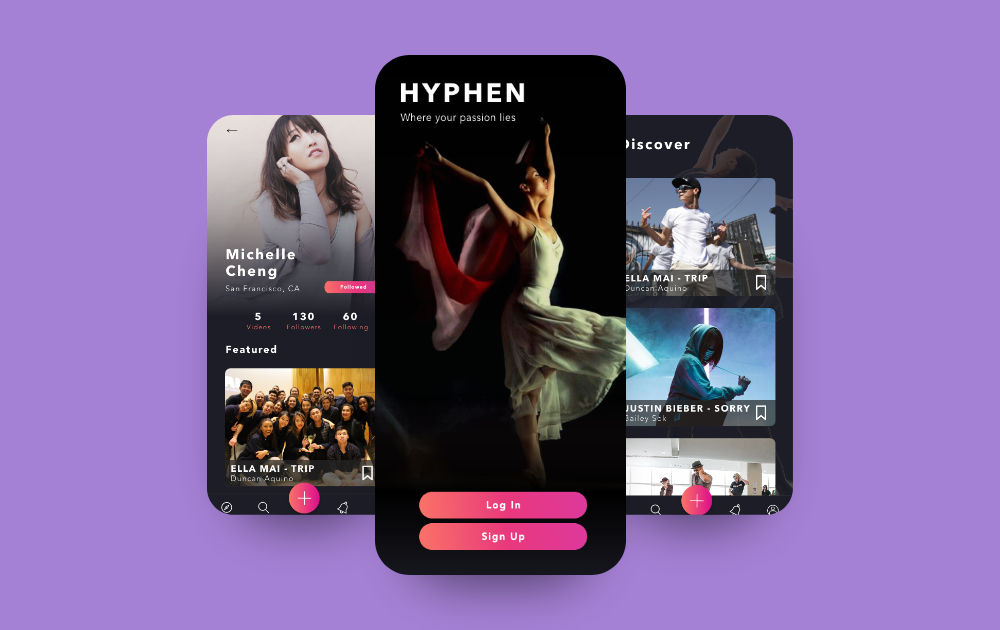 HYPHEN
Where your passion lies
Log In
Sign Up
Michelle
Cheng
San Francisco, CA
Followed
5 130 60
Videos Followers Following
Featured
ELLA MAI - TRIP
Duncan Aquino
Discover
ELLA MAI - TRIP
Duncan Aquino
JUSTIN BIEBER - SORRY
Bailey Sok